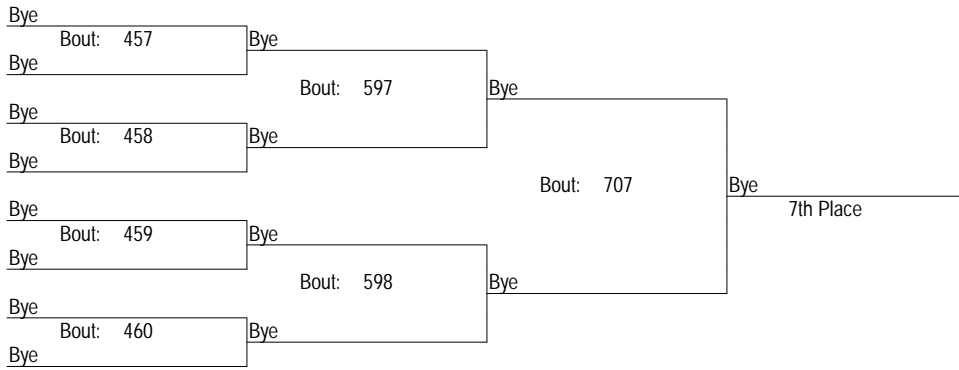 Bye
Bout: 457 Bye
Bye
Bout: 597 Bye
Bye
Bout: 458 Bye
Bye
Bout: 707 Bye
7th Place
Bye
Bout: 459 Bye
Bye
Bout: 598 Bye
Bye
Bout: 460 Bye
Bye